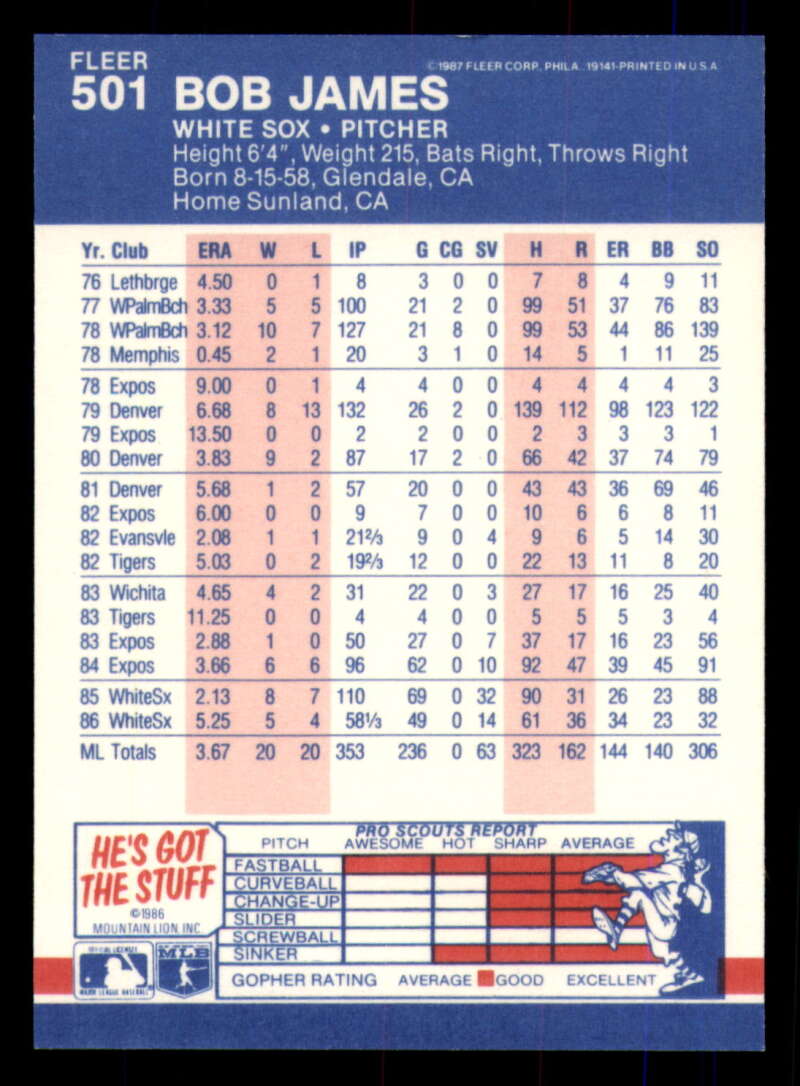 FLEER
©1987 FLEER CORP. PHILA. 19141-PRINTED IN U.S.A.
501 BOB JAMES
WHITE SOX • PITCHER
Height 6'4", Weight 215, Bats Right, Throws Right
Born 8-15-58, Glendale, CA
Home Sunland, CA
Yr. Club ERA W L IP G CG SV H R ER BB SO
76 Lethbrge 4.50 0 1 8 3 0 0 7 8 4 9 11
77 WPalmBch 3.33 5 5 100 21 2 0 99 51 37 76 83
78 WPalmBch 3.12 10 7 127 21 8 0 99 53 44 86 139
78 Memphis 0.45 2 1 20 3 1 0 14 5 1 11 25
78 Expos 9.00 0 1 4 4 0 0 4 4 4 4 3
79 Denver 6.68 8 13 132 26 2 0 139 112 98 123 122
79 Expos 13.50 0 0 2 2 0 0 2 3 3 3 1
80 Denver 3.83 9 2 87 17 2 0 66 42 37 74 79
81 Denver 5.68 1 2 57 20 0 0 43 43 36 69 46
82 Expos 6.00 0 0 9 7 0 0 10 6 6 8 11
82 Evansvle 2.08 1 1 21⅔ 9 0 4 9 6 5 14 30
82 Tigers 5.03 0 2 19⅔ 12 0 0 22 13 11 8 20
83 Wichita 4.65 4 2 31 22 0 3 27 17 16 25 40
83 Tigers 11.25 0 0 4 4 0 0 5 5 5 3 4
83 Expos 2.88 1 0 50 27 0 7 37 17 16 23 56
84 Expos 3.66 6 6 96 62 0 10 92 47 39 45 91
85 WhiteSx 2.13 8 7 110 69 0 32 90 31 26 23 88
86 WhiteSx 5.25 5 4 58⅓ 49 0 14 61 36 34 23 32
ML Totals 3.67 20 20 353 236 0 63 323 162 144 140 306
HE'S GOT
THE STUFF
©1986
MOUNTAIN LION, INC.
PRO SCOUTS REPORT
PITCH AWESOME HOT SHARP AVERAGE
FASTBALL
CURVEBALL
CHANGE-UP
SLIDER
SCREWBALL
SINKER
GOPHER RATING AVERAGE GOOD EXCELLENT
OFFICIAL LICENSEE
MAJOR LEAGUE BASEBALL
MLB